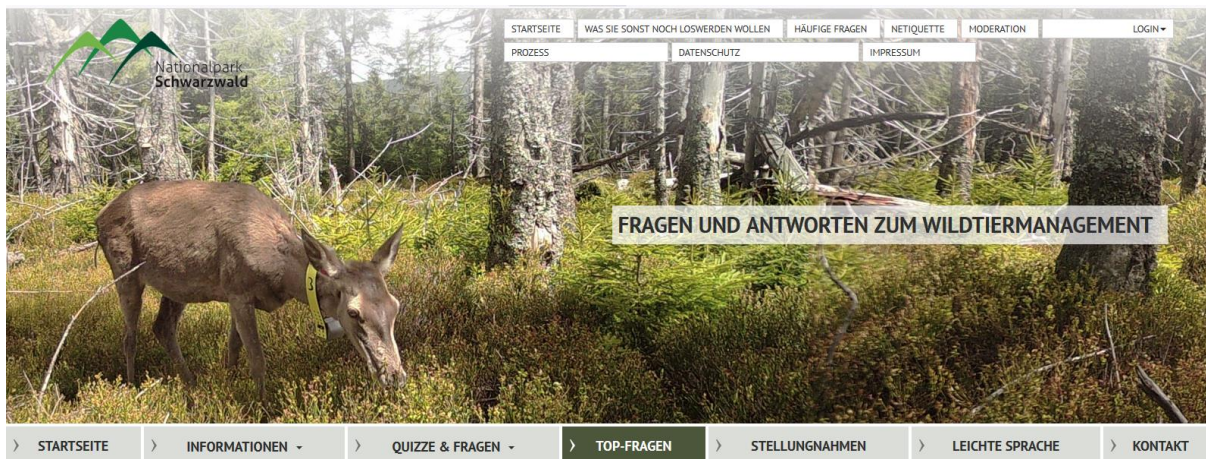 STARTSEITE WAS SIE SONST NOCH LOSWERDEN WOLLEN HÄUFIGE FRAGEN NETIQUETTE MODERATION LOGIN
PROZESS DATENSCHUTZ IMPRESSUM
Nationalpark
Schwarzwald
FRAGEN UND ANTWORTEN ZUM WILDTIERMANAGEMENT
3
STARTSEITE INFORMATIONEN QUIZZE & FRAGEN TOP-FRAGEN STELLUNGNAHMEN LEICHTE SPRACHE KONTAKT